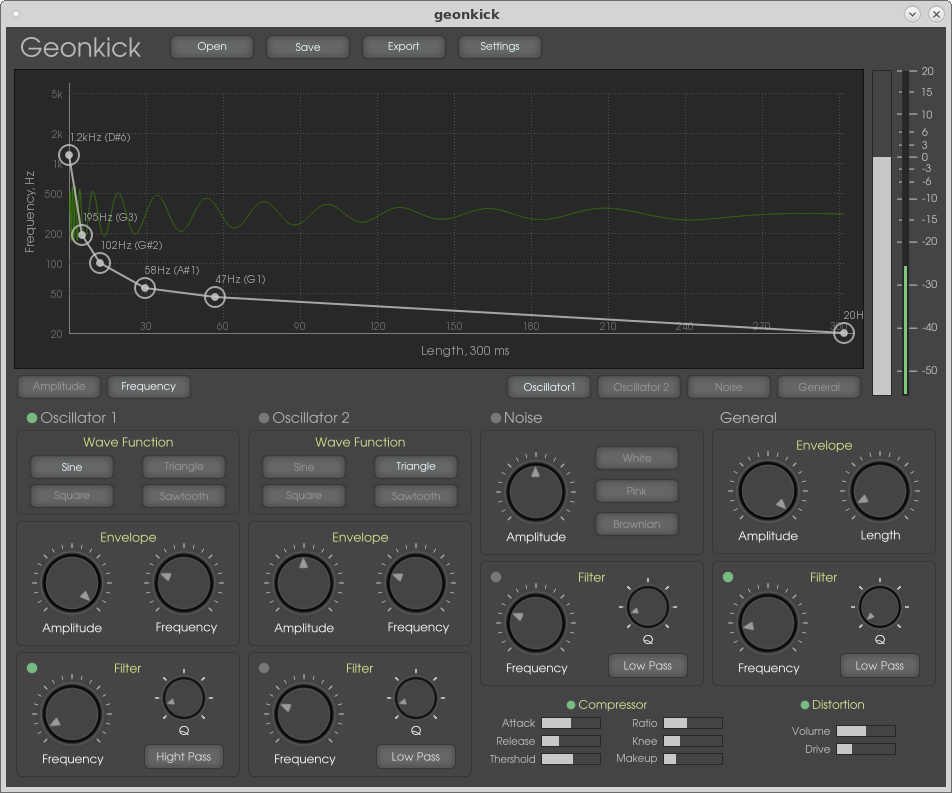 geonkick
Geonkick
Open Save Export Settings
5k
2k
1k
500
200
100
50
20
Frequency, Hz
1.2kHz (D#6)
195Hz (G3)
102Hz (G#2)
58Hz (A#1)
47Hz (G1)
20H
30 60 90 120 150 180 210 240 270 300
Length, 300 ms
20
15
10
6
3
0
-3
-6
-10
-15
-20
-30
-40
-50
Amplitude Frequency Oscillator1 Oscillator 2 Noise General
Oscillator 1
Wave Function
Sine Triangle
Square Sawtooth
Envelope
Amplitude Frequency
Filter
Frequency Q
Hight Pass
Oscillator 2
Wave Function
Sine Triangle
Square Sawtooth
Envelope
Amplitude Frequency
Filter
Frequency Q
Low Pass
Noise
Amplitude
White
Pink
Brownian
Filter
Frequency Q
Low Pass
General
Envelope
Amplitude Length
Filter
Frequency Q
Low Pass
Compressor
Attack Ratio
Release Knee
Thershold Makeup
Distortion
Volume
Drive